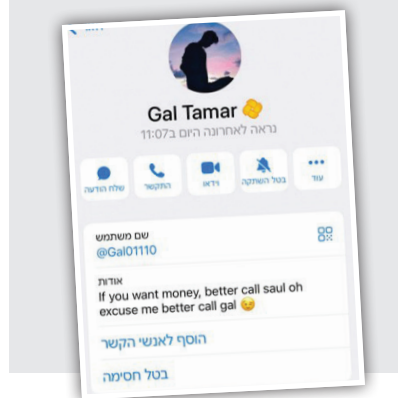 Gal Tamar
נראה לאחרונה היום ב11:07
שלח הודעה
התקשר
וידאו
בטל השתקה
עוד
שם משתמש
@Gal01110
אודות
If you want money, better call saul oh
excuse me better call gal 😉
הוסף לאנשי הקשר
בטל חסימה